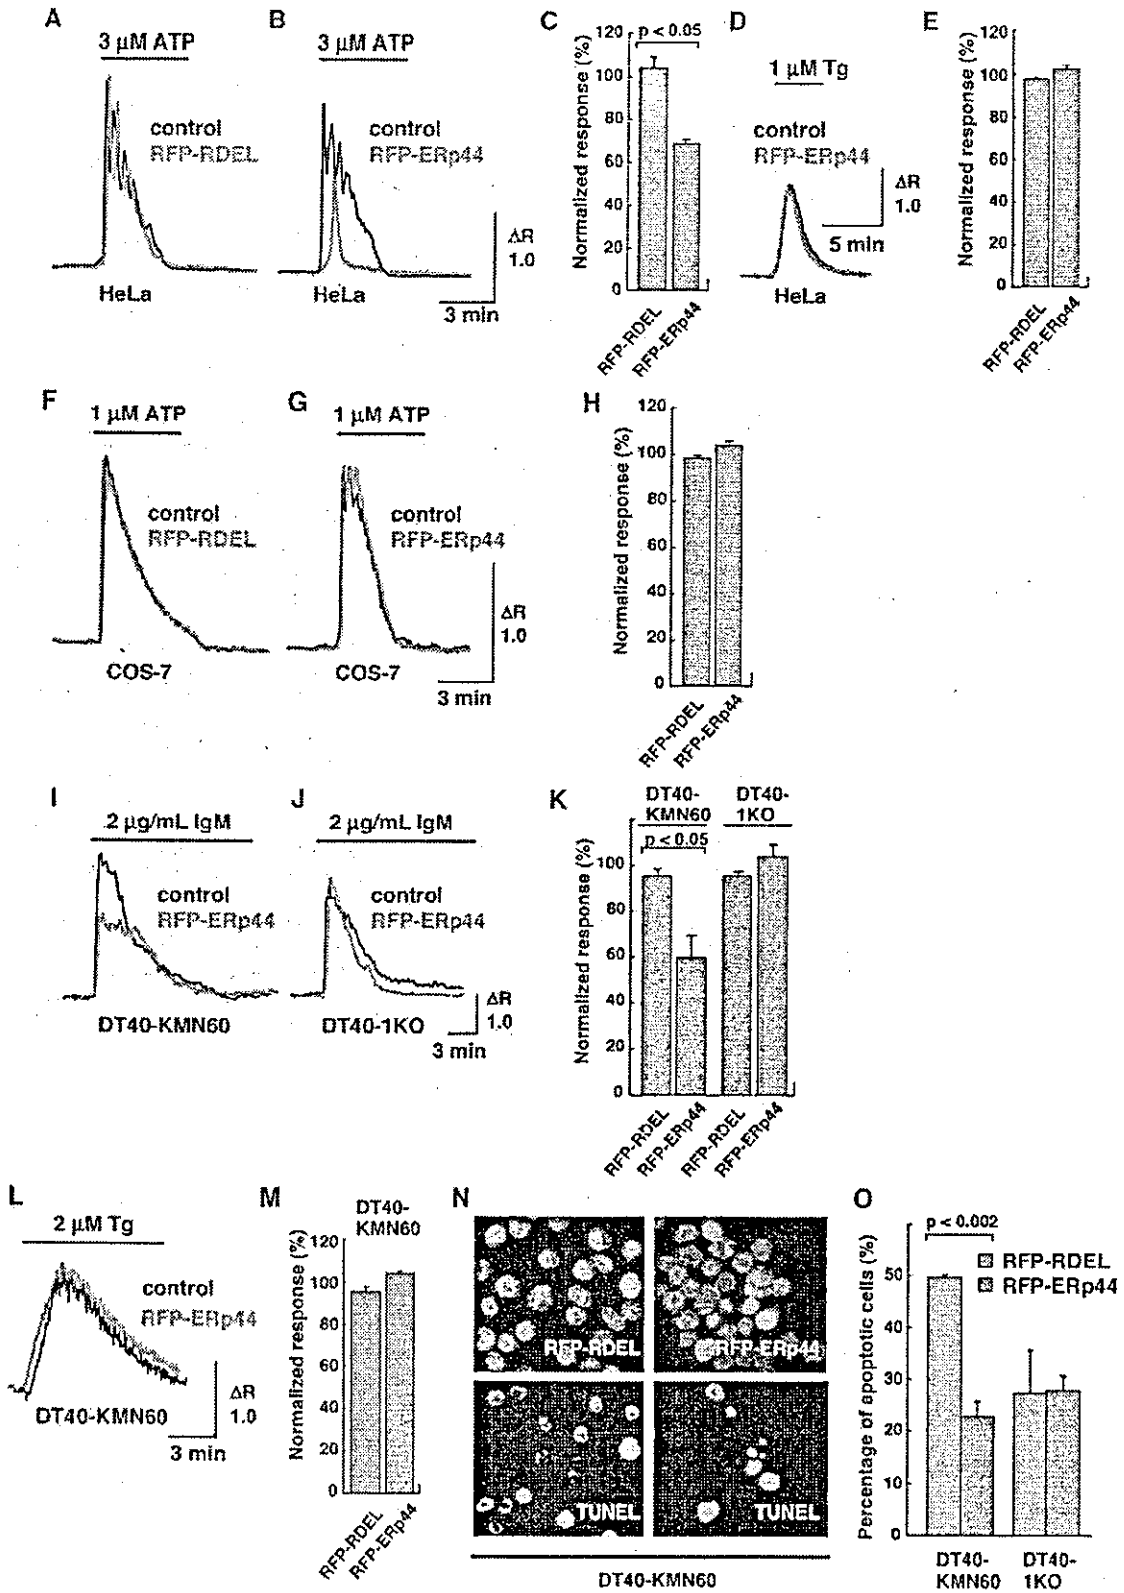 A
3 µM ATP
control
RFP-RDEL
HeLa
B
3 µM ATP
control
RFP-ERp44
HeLa
ΔR
1.0
3 min
C
Normalized response (%)
120
100
80
60
40
20
0
p < 0.05
RFP-RDEL
RFP-ERp44
D
1 µM Tg
control
RFP-ERp44
ΔR
1.0
5 min
HeLa
E
Normalized response (%)
120
100
80
60
40
20
0
RFP-RDEL
RFP-ERp44
F
1 µM ATP
control
RFP-RDEL
COS-7
G
1 µM ATP
control
RFP-ERp44
COS-7
ΔR
1.0
3 min
H
Normalized response (%)
120
100
80
60
40
20
0
RFP-RDEL
RFP-ERp44
I
2 µg/mL IgM
control
RFP-ERp44
DT40-KMN60
J
2 µg/mL IgM
control
RFP-ERp44
DT40-1KO
ΔR
1.0
3 min
K
DT40-
KMN60
DT40-
1KO
p < 0.05
Normalized response (%)
100
80
60
40
20
0
RFP-RDEL
RFP-ERp44
RFP-RDEL
RFP-ERp44
L
2 µM Tg
control
RFP-ERp44
DT40-KMN60
ΔR
1.0
3 min
M
DT40-
KMN60
Normalized response (%)
120
100
80
60
40
20
0
RFP-RDEL
RFP-ERp44
N
RFP-RDEL
RFP-ERp44
TUNEL
TUNEL
DT40-KMN60
O
p < 0.002
RFP-RDEL
RFP-ERp44
Percentage of apoptotic cells (%)
50
40
30
20
10
0
DT40-
KMN60
DT40-
1KO